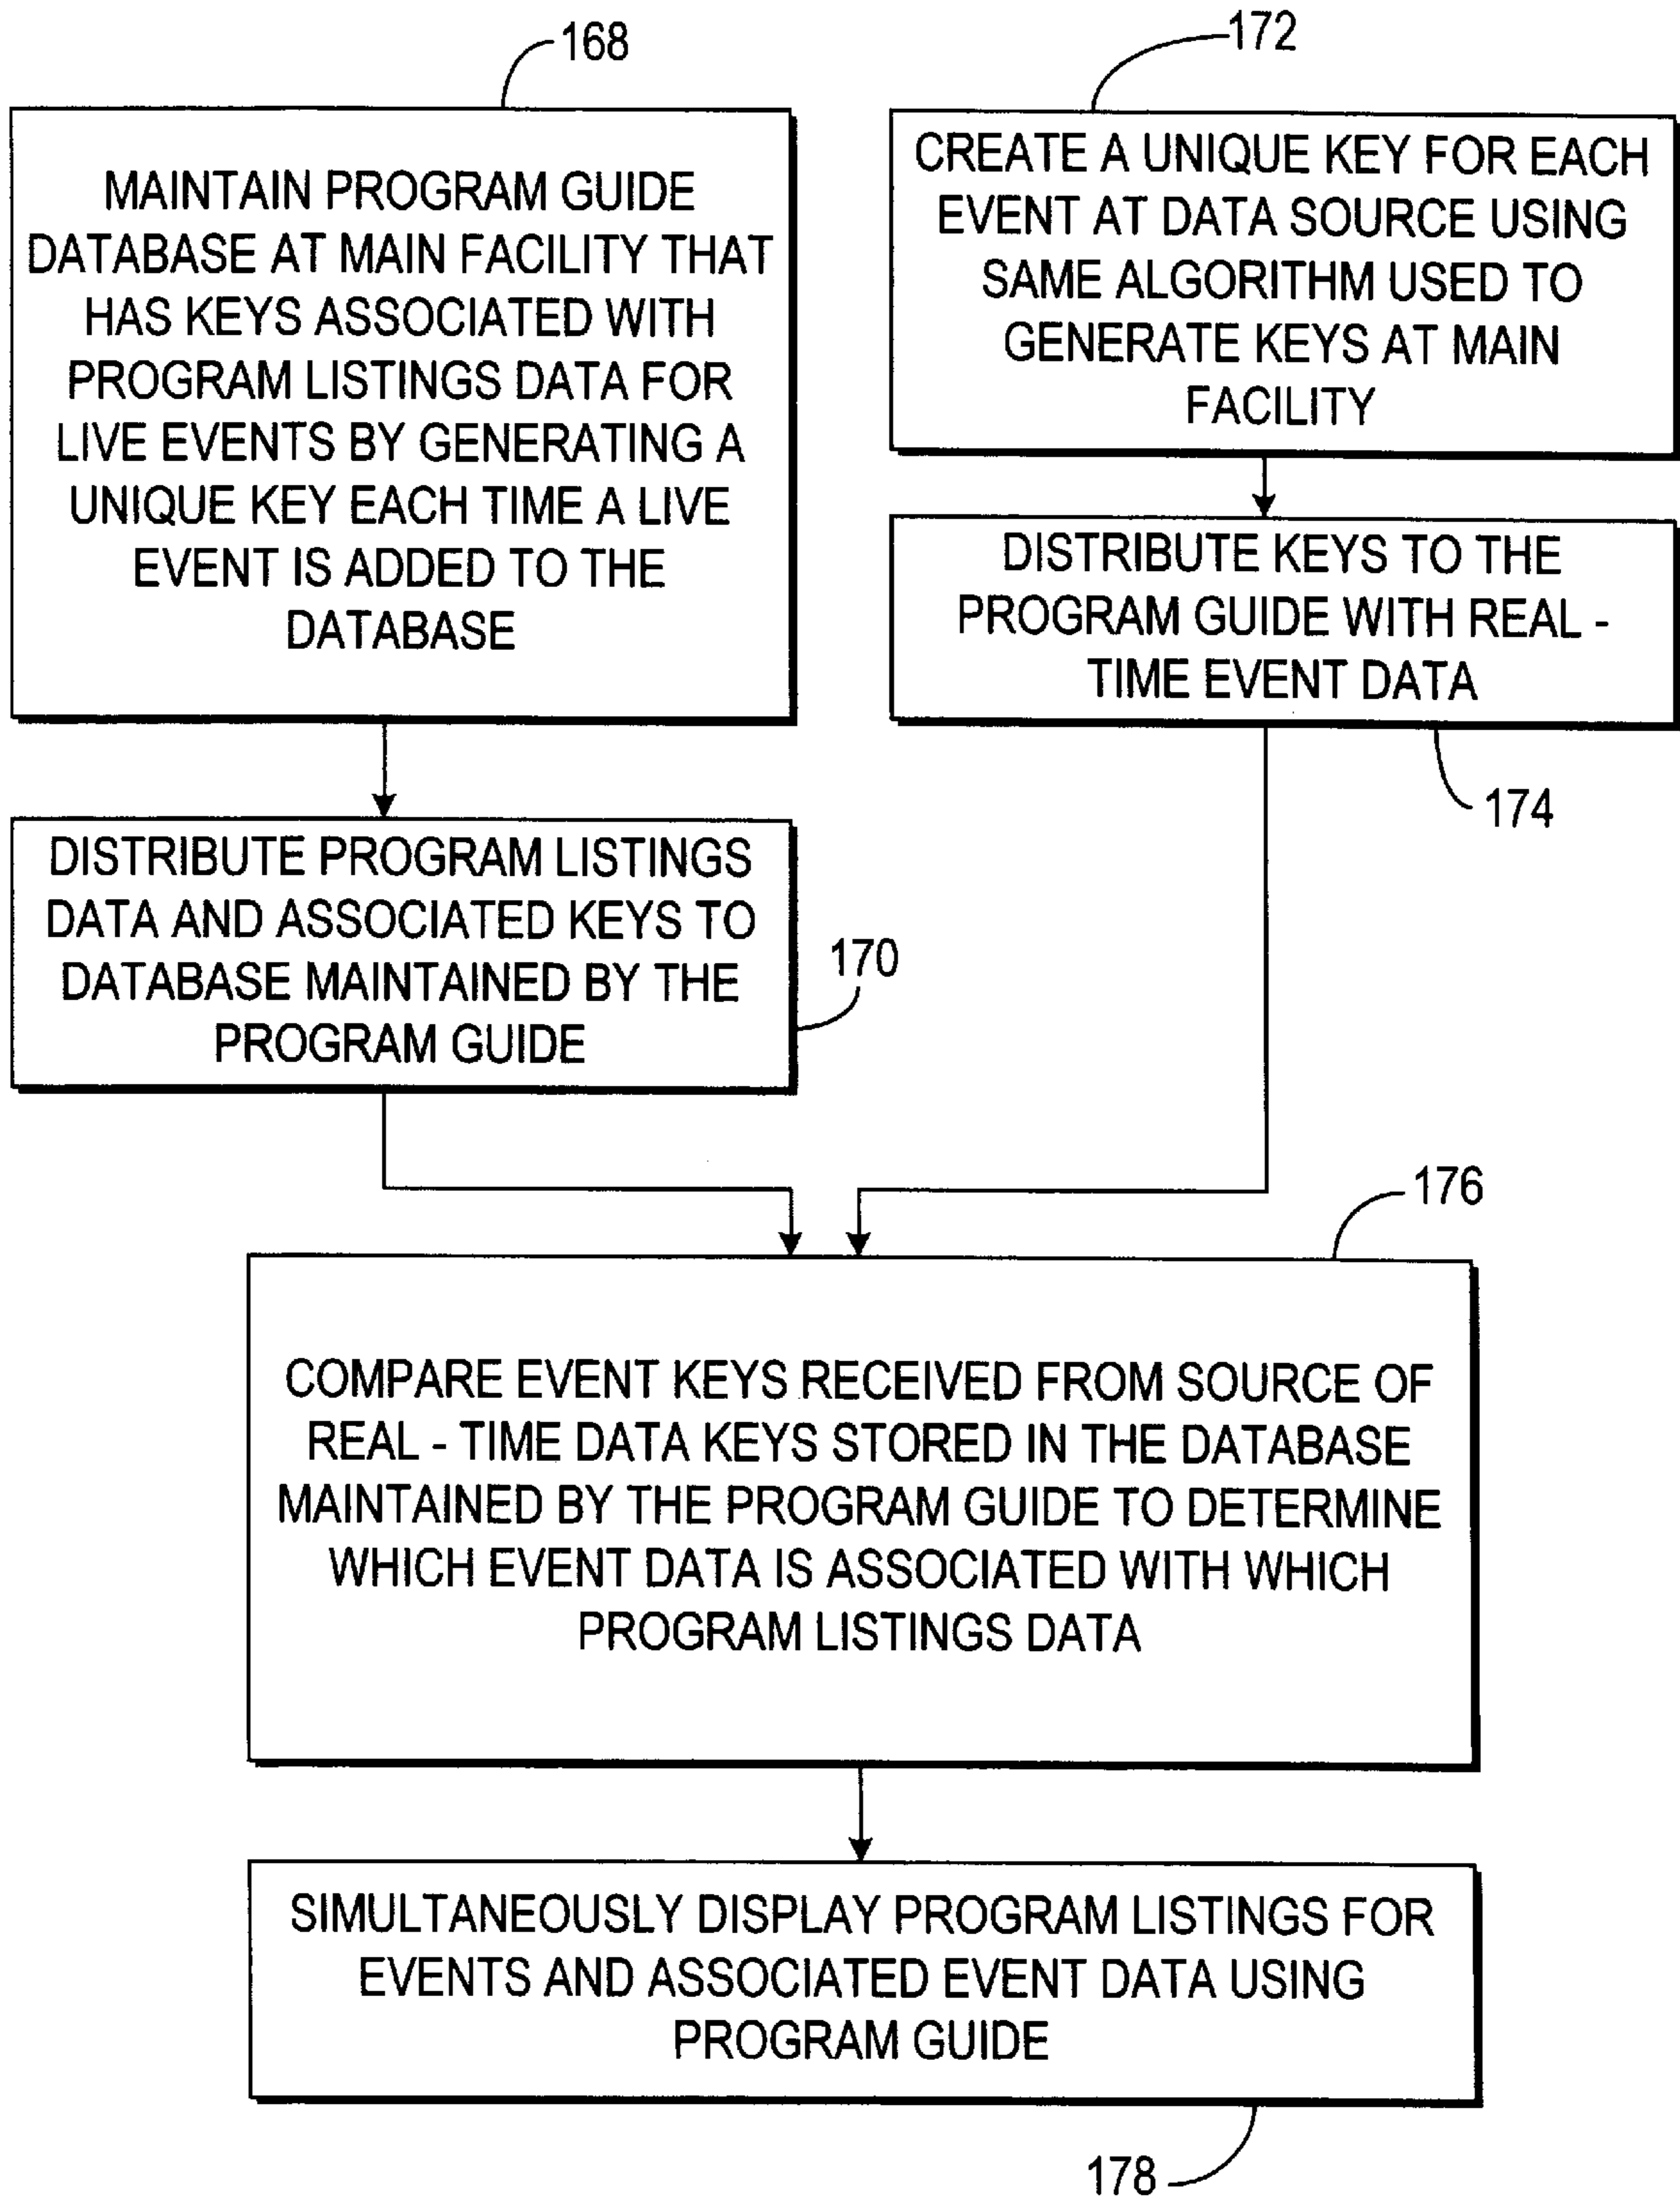 168
MAINTAIN PROGRAM GUIDE
DATABASE AT MAIN FACILITY THAT
HAS KEYS ASSOCIATED WITH
PROGRAM LISTINGS DATA FOR
LIVE EVENTS BY GENERATING A
UNIQUE KEY EACH TIME A LIVE
EVENT IS ADDED TO THE
DATABASE
172
CREATE A UNIQUE KEY FOR EACH
EVENT AT DATA SOURCE USING
SAME ALGORITHM USED TO
GENERATE KEYS AT MAIN
FACILITY
DISTRIBUTE KEYS TO THE
PROGRAM GUIDE WITH REAL -
TIME EVENT DATA
174
DISTRIBUTE PROGRAM LISTINGS
DATA AND ASSOCIATED KEYS TO
DATABASE MAINTAINED BY THE
PROGRAM GUIDE
170
176
COMPARE EVENT KEYS RECEIVED FROM SOURCE OF
REAL - TIME DATA KEYS STORED IN THE DATABASE
MAINTAINED BY THE PROGRAM GUIDE TO DETERMINE
WHICH EVENT DATA IS ASSOCIATED WITH WHICH
PROGRAM LISTINGS DATA
SIMULTANEOUSLY DISPLAY PROGRAM LISTINGS FOR
EVENTS AND ASSOCIATED EVENT DATA USING
PROGRAM GUIDE
178